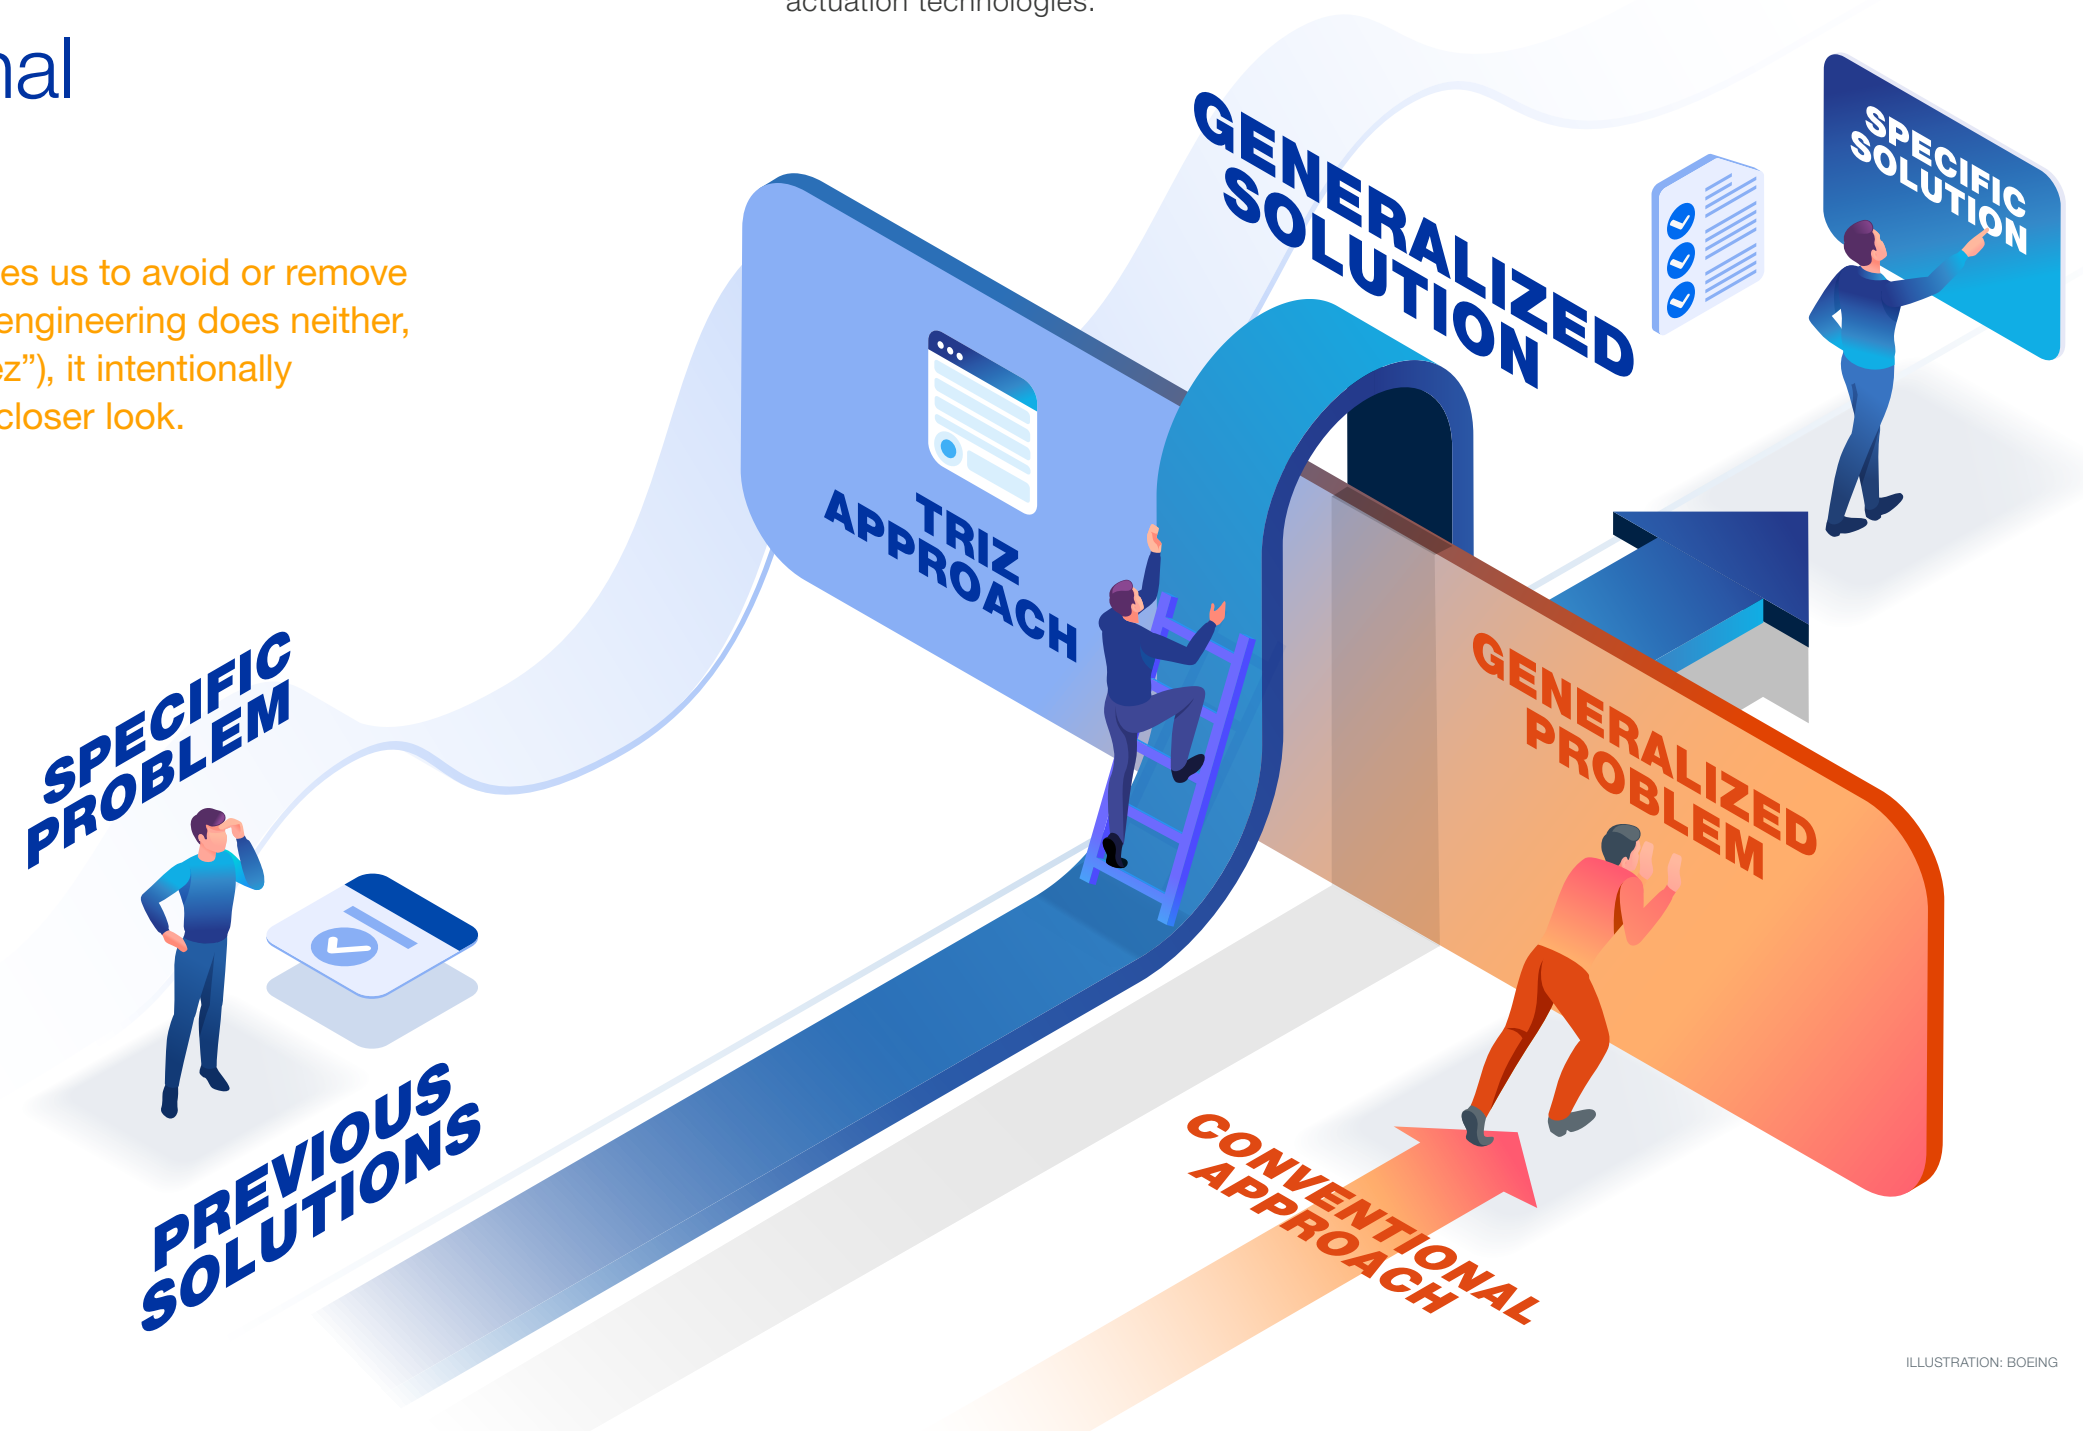 actuation technologies.
nal
es us to avoid or remove
engineering does neither,
ez”), it intentionally
closer look.
GENERALIZED
SOLUTION
SPECIFIC
SOLUTION
TRIZ
APPROACH
SPECIFIC
PROBLEM
GENERALIZED
PROBLEM
PREVIOUS
SOLUTIONS
CONVENTIONAL
APPROACH
ILLUSTRATION: BOEING